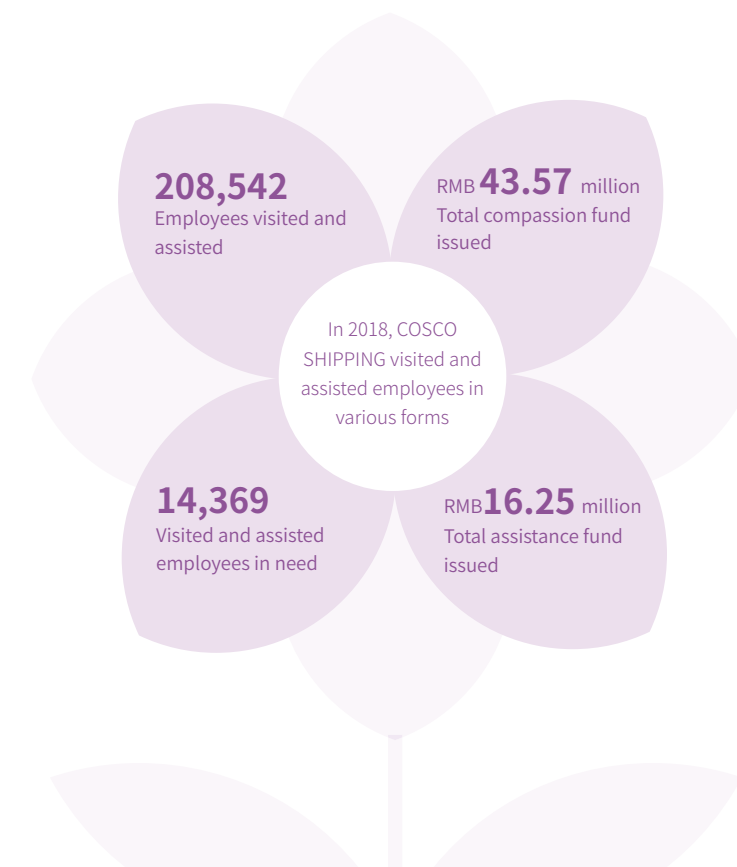 208,542
Employees visited and
assisted
RMB 43.57 million
Total compassion fund
issued
In 2018, COSCO
SHIPPING visited and
assisted employees in
various forms
14,369
Visited and assisted
employees in need
RMB16.25 million
Total assistance fund
issued